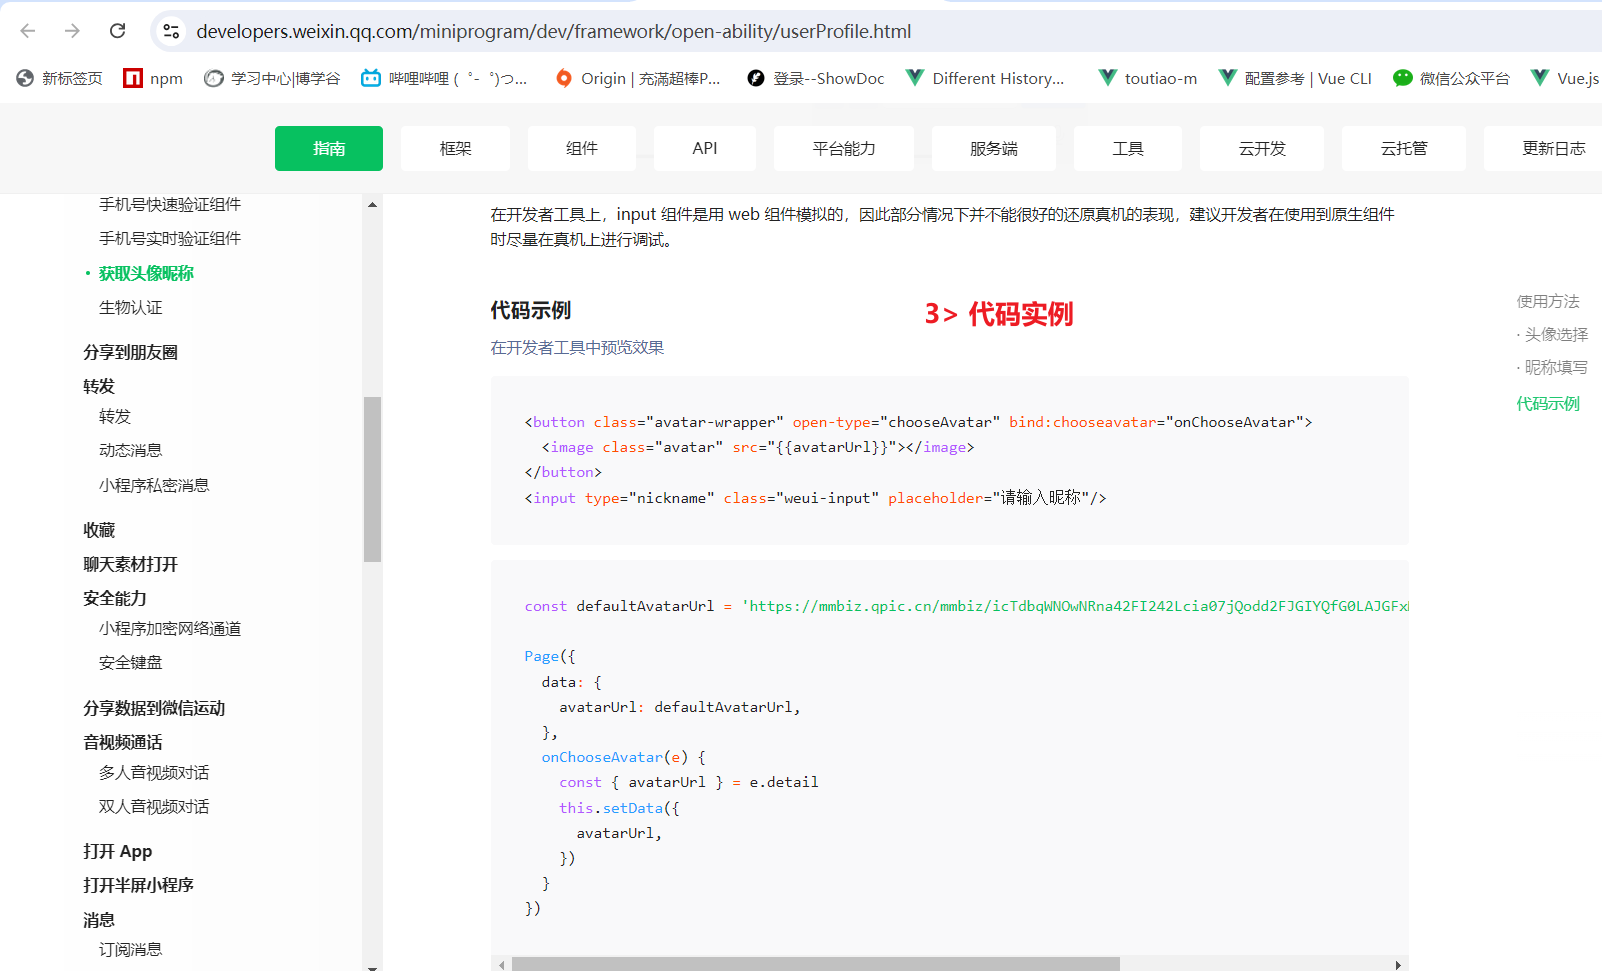 developers.weixin.qq.com/miniprogram/dev/framework/open-ability/userProfile.html
新标签页 npm 学习中心|博学谷 哔哩哔哩 ( ゜- ゜)つ... Origin | 充满超棒P... 登录--ShowDoc Different History... toutiao-m 配置参考 | Vue CLI 微信公众平台 Vue.js
指南 框架 组件 API 平台能力 服务端 工具 云开发 云托管 更新日志
手机号快速验证组件
手机号实时验证组件
· 获取头像昵称
生物认证
分享到朋友圈
转发
转发
动态消息
小程序私密消息
收藏
聊天素材打开
安全能力
小程序加密网络通道
安全键盘
分享数据到微信运动
音视频通话
多人音视频对话
双人音视频对话
打开 App
打开半屏小程序
消息
订阅消息
在开发者工具上，input 组件是用 web 组件模拟的，因此部分情况下并不能很好的还原真机的表现，建议开发者在使用到原生组件
时尽量在真机上进行调试。
代码示例
3> 代码实例
在开发者工具中预览效果
<button class="avatar-wrapper" open-type="chooseAvatar" bind:chooseavatar="onChooseAvatar">
<image class="avatar" src="{{avatarUrl}}"></image>
</button>
<input type="nickname" class="weui-input" placeholder="请输入昵称"/>
const defaultAvatarUrl = 'https://mmbiz.qpic.cn/mmbiz/icTdbqWNOwNRna42FI242Lcia07jQodd2FJGIYQfG0LAJGFx
Page({
data: {
avatarUrl: defaultAvatarUrl,
},
onChooseAvatar(e) {
const { avatarUrl } = e.detail
this.setData({
avatarUrl,
})
}
})
使用方法
· 头像选择
· 昵称填写
代码示例